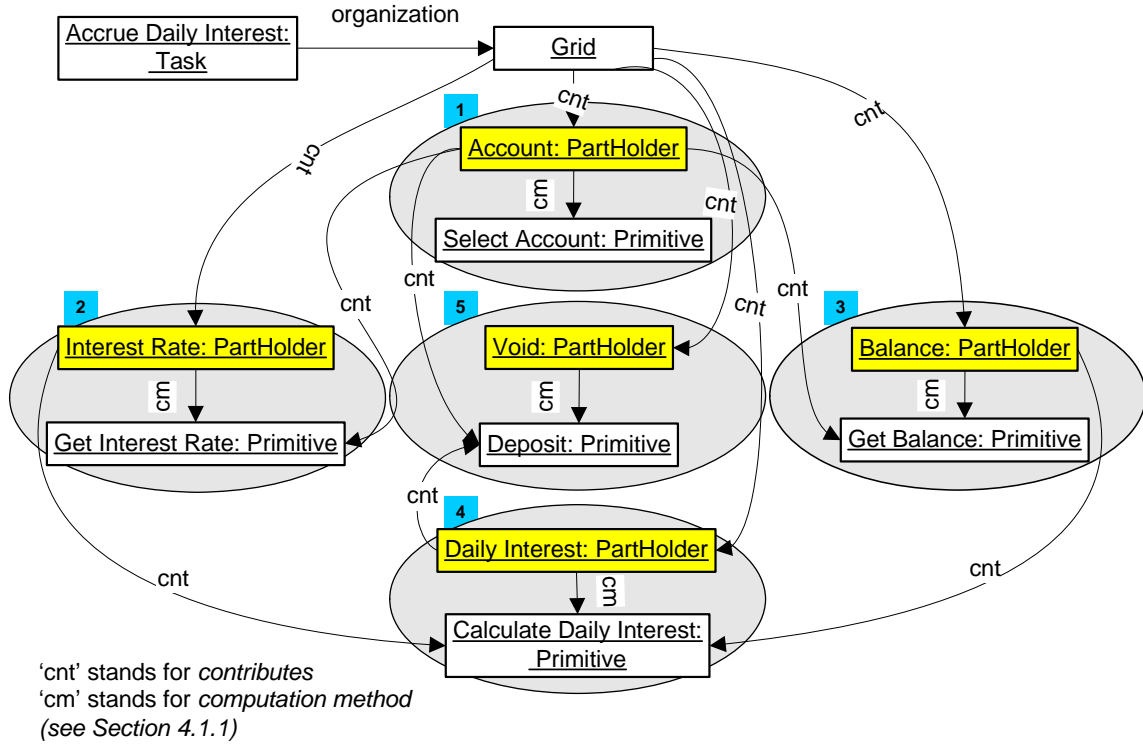 organization
Accrue Daily Interest:
Task
Grid
cnt
cnt
cnt
1
Account: PartHolder
cm
cnt
Select Account: Primitive
cnt
cnt
cnt
cnt
2
Interest Rate: PartHolder
cm
Get Interest Rate: Primitive
5
Void: PartHolder
cm
Deposit: Primitive
3
Balance: PartHolder
cm
Get Balance: Primitive
cnt
4
Daily Interest: PartHolder
cm
Calculate Daily Interest:
Primitive
cnt
cnt
‘cnt’ stands for contributes
‘cm’ stands for computation method
(see Section 4.1.1)